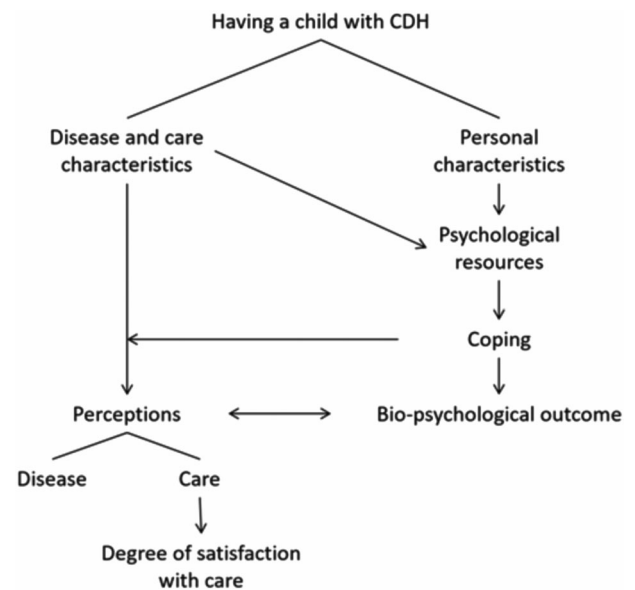 Having a child with CDH
Disease and care
characteristics
Personal
characteristics
Psychological
resources
Coping
Perceptions
Bio-psychological outcome
Disease
Care
Degree of satisfaction
with care